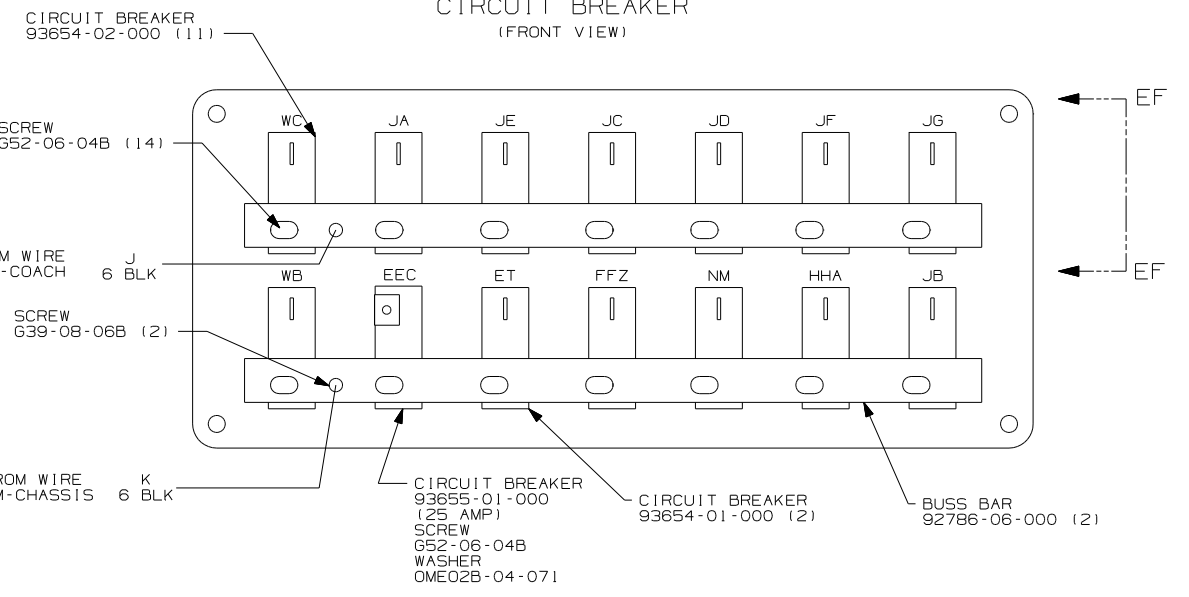 CIRCUIT BREAKER
(FRONT VIEW)
CIRCUIT BREAKER
93654-02-000 (11)
SCREW
G52-06-04B (14)
WC JA JE JC JD JF JG
EF
WIRE J
-COACH 6 BLK
WB EEC ET FFZ NM HHA JB
EF
SCREW
G39-08-06B (2)
WIRE K
-CHASSIS 6 BLK
CIRCUIT BREAKER
93655-01-000
(25 AMP)
SCREW
G52-06-04B
WASHER
OME02B-04-071
CIRCUIT BREAKER
93654-01-000 (2)
BUSS BAR
92786-06-000 (2)